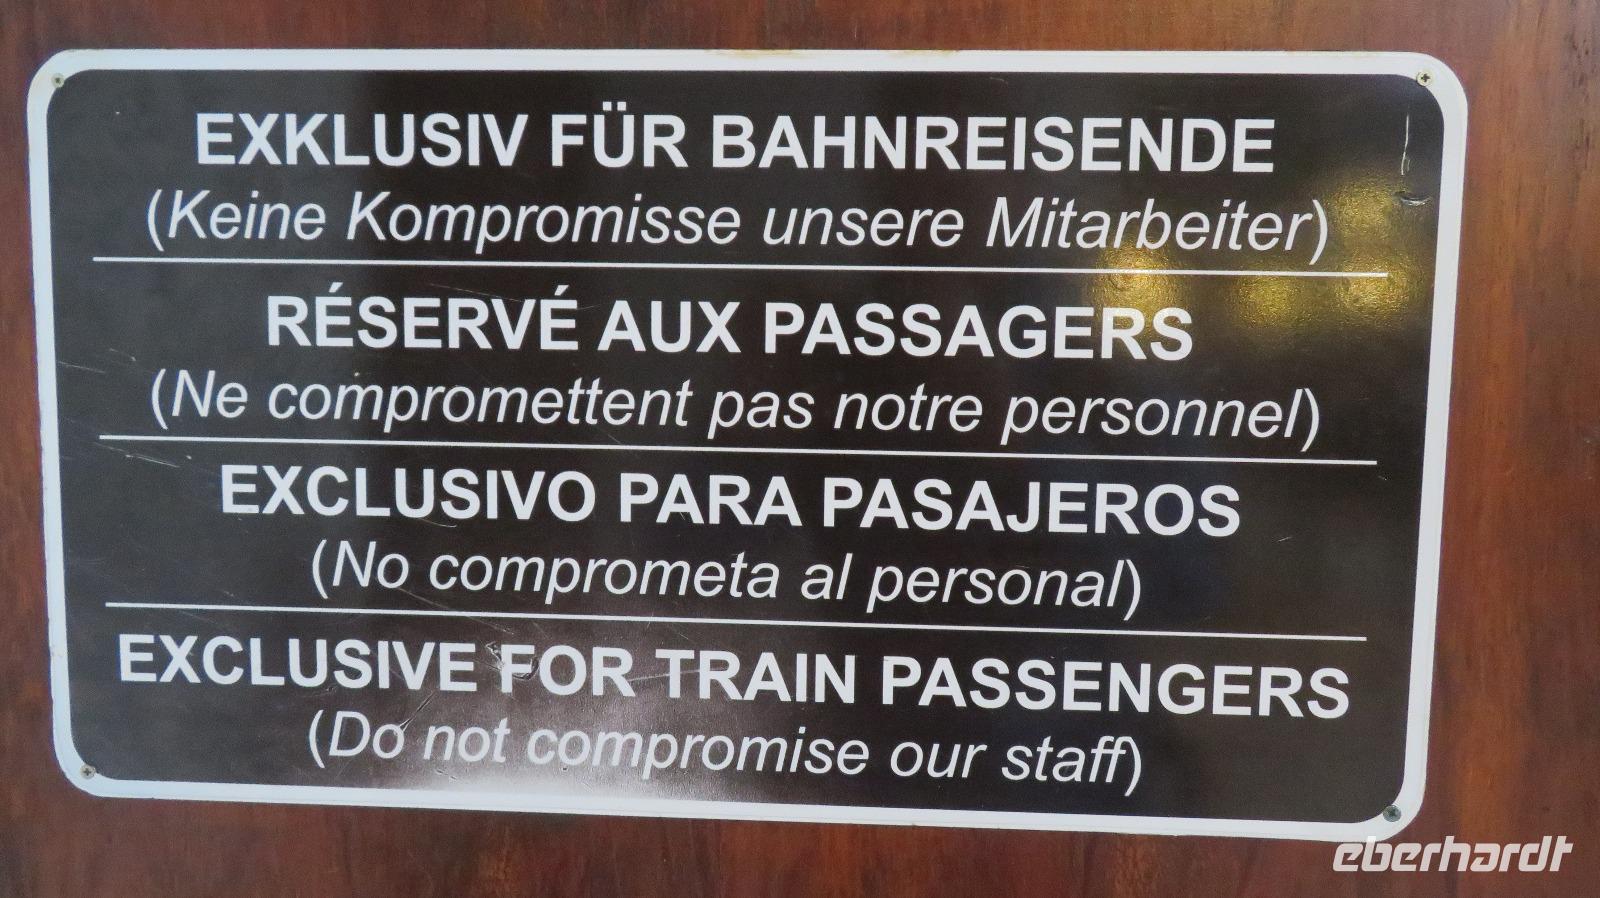 EXKLUSIV FÜR BAHNREISENDE
(Keine Kompromisse unsere Mitarbeiter)
RÉSERVÉ AUX PASSAGERS
(Ne compromettent pas notre personnel)
EXCLUSIVO PARA PASAJEROS
(No comprometa al personal)
EXCLUSIVE FOR TRAIN PASSENGERS
(Do not compromise our staff)
eberhardt